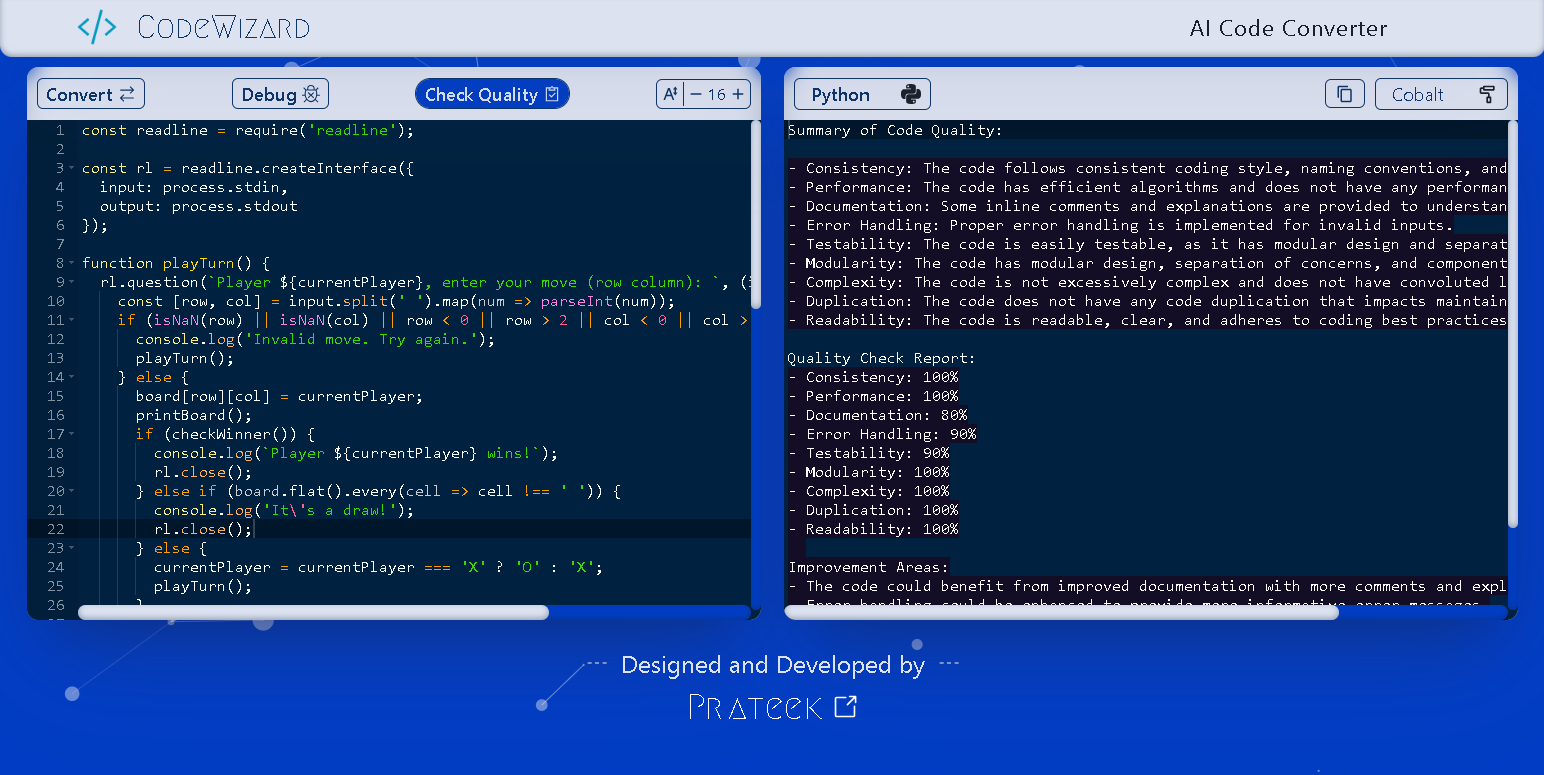 </> CODEWIZARD
AI Code Converter
Convert
Debug
Check Quality
A
− 16 +
1 const readline = require('readline');
2
3 const rl = readline.createInterface({
4 input: process.stdin,
5 output: process.stdout
6 });
7
8 function playTurn() {
9 rl.question(`Player ${currentPlayer}, enter your move (row column): `, (
10 const [row, col] = input.split(' ').map(num => parseInt(num));
11 if (isNaN(row) || isNaN(col) || row < 0 || row > 2 || col < 0 || col >
12 console.log('Invalid move. Try again.');
13 playTurn();
14 } else {
15 board[row][col] = currentPlayer;
16 printBoard();
17 if (checkWinner()) {
18 console.log(`Player ${currentPlayer} wins!`);
19 rl.close();
20 } else if (board.flat().every(cell => cell !== ' ')) {
21 console.log('It\'s a draw!');
22 rl.close();
23 } else {
24 currentPlayer = currentPlayer === 'X' ? 'O' : 'X';
25 playTurn();
26 }
Python
Cobalt
Summary of Code Quality:
- Consistency: The code follows consistent coding style, naming conventions, and
- Performance: The code has efficient algorithms and does not have any performan
- Documentation: Some inline comments and explanations are provided to understan
- Error Handling: Proper error handling is implemented for invalid inputs.
- Testability: The code is easily testable, as it has modular design and separat
- Modularity: The code has modular design, separation of concerns, and component
- Complexity: The code is not excessively complex and does not have convoluted l
- Duplication: The code does not have any code duplication that impacts maintain
- Readability: The code is readable, clear, and adheres to coding best practices
Quality Check Report:
- Consistency: 100%
- Performance: 100%
- Documentation: 80%
- Error Handling: 90%
- Testability: 90%
- Modularity: 100%
- Complexity: 100%
- Duplication: 100%
- Readability: 100%
Improvement Areas:
- The code could benefit from improved documentation with more comments and expl
- Error handling could be enhanced to provide more informative error messages.
Designed and Developed by
PRATEEK